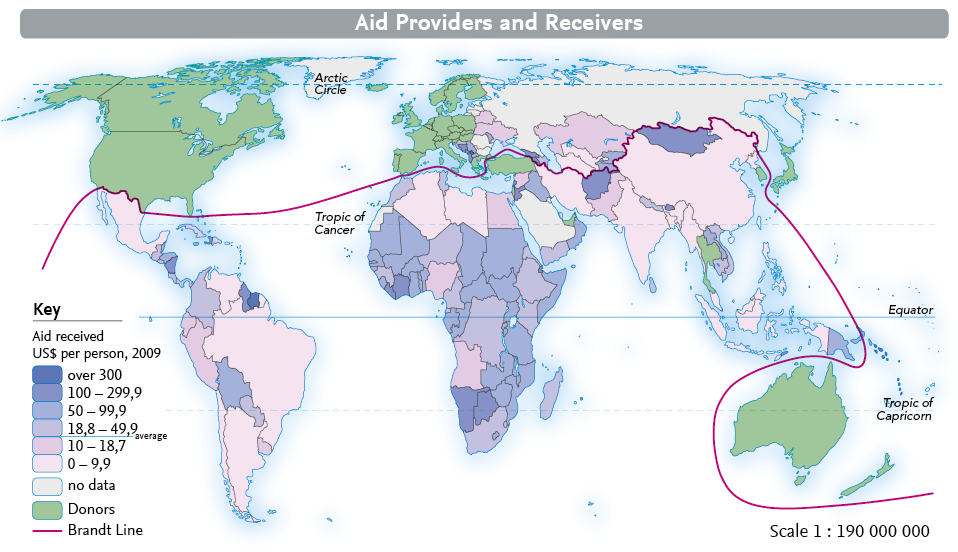 Aid Providers and Receivers
Arctic
Circle
Tropic of
Cancer
Equator
Tropic of
Capricorn
Key
Aid received
US$ per person, 2009
over 300
100 – 299,9
50 – 99,9
18,8 – 49,9
average
10 – 18,7
0 – 9,9
no data
Donors
Brandt Line
Scale 1 : 190 000 000